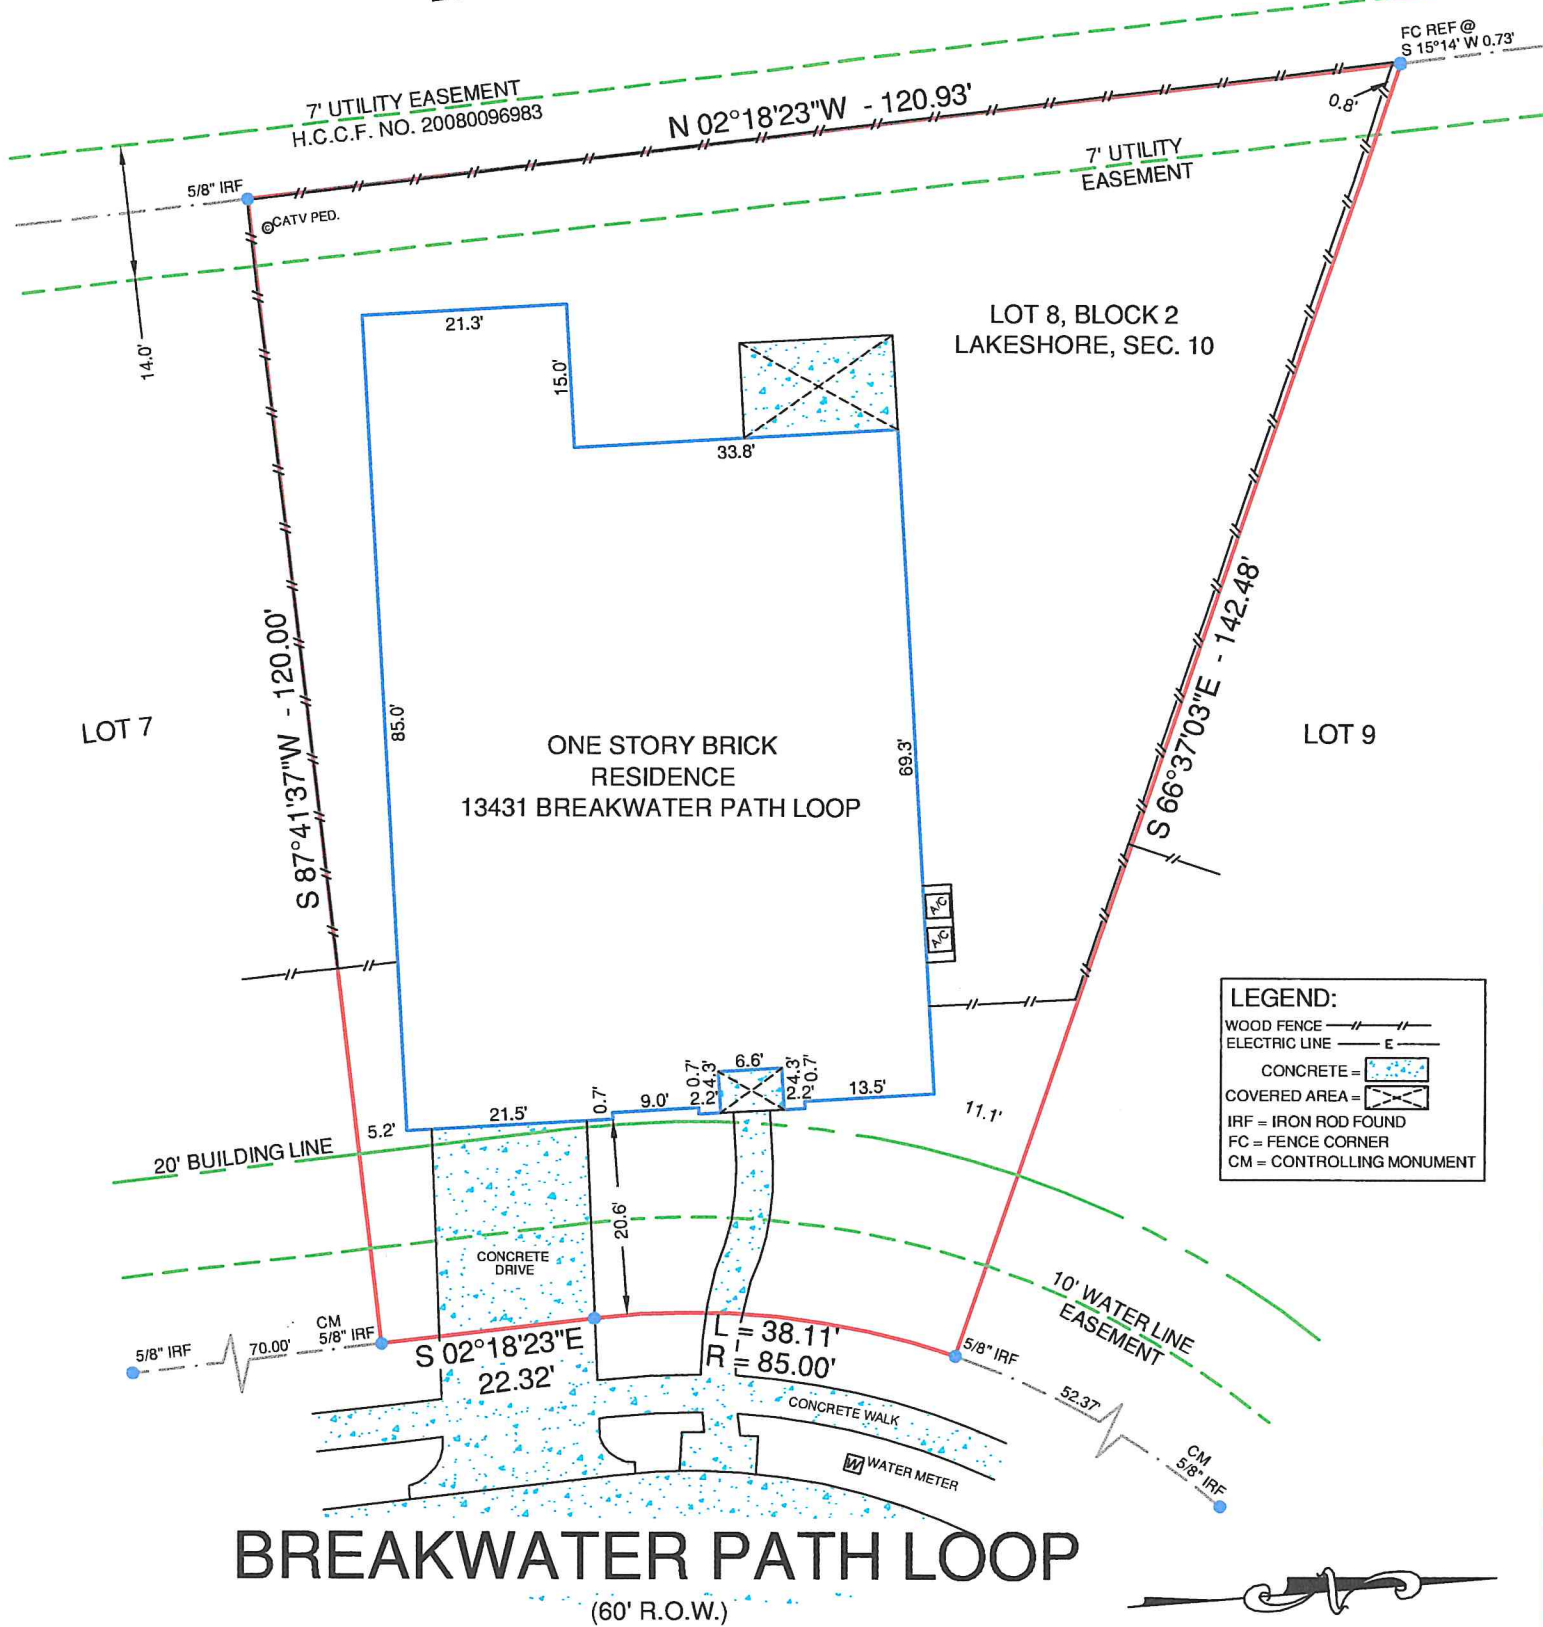 FC REF @
S 15°14' W 0.73'
7' UTILITY EASEMENT
H.C.C.F. NO. 20080096983
N 02°18'23"W - 120.93'
0.8'
7' UTILITY
EASEMENT
5/8" IRF
CATV PED.
14.0'
21.3'
15.0'
33.8'
LOT 8, BLOCK 2
LAKESHORE, SEC. 10
S 87°41'37"W - 120.00'
S 66°37'03"E - 142.48'
LOT 7
85.0'
69.3'
LOT 9
ONE STORY BRICK
RESIDENCE
13431 BREAKWATER PATH LOOP
A/C
A/C
LEGEND:
WOOD FENCE
ELECTRIC LINE E
CONCRETE =
COVERED AREA =
IRF = IRON ROD FOUND
FC = FENCE CORNER
CM = CONTROLLING MONUMENT
5.2'
21.5'
0.7'
9.0'
0.7'
4.3'
2.2'
6.6'
4.3'
0.7'
2.2'
13.5'
11.1'
20' BUILDING LINE
20.6'
CONCRETE
DRIVE
10' WATER LINE
EASEMENT
5/8" IRF
70.00'
CM
5/8" IRF
S 02°18'23"E
22.32'
L = 38.11'
R = 85.00'
5/8" IRF
52.37'
CM
5/8" IRF
CONCRETE WALK
W WATER METER
BREAKWATER PATH LOOP
(60' R.O.W.)